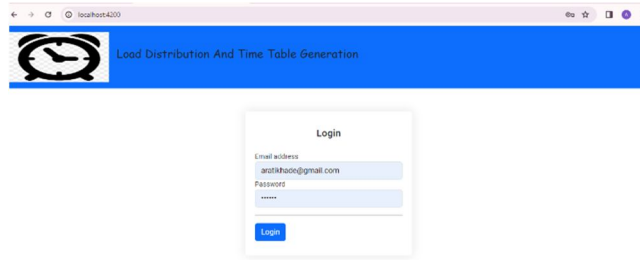 localhost:4200
Load Distribution And Time Table Generation
Login
Email address
aratikhade@gmail.com
Password
••••••
Login